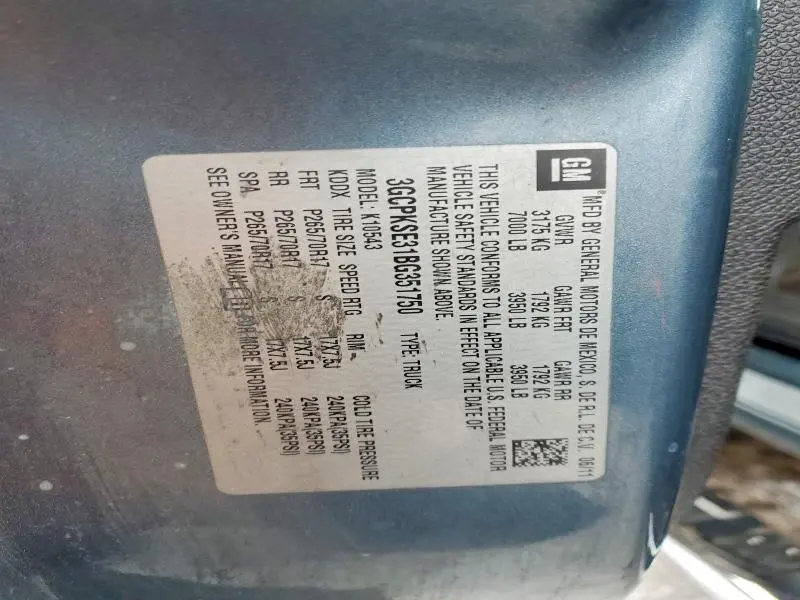 GM
MFD BY GENERAL MOTORS DE MEXICO, S. DE R.L. DE C.V. 06/11
GVWR GAWR FRT GAWR RR
3175 KG 1792 KG 1792 KG
7000 LB 3950 LB 3950 LB
THIS VEHICLE CONFORMS TO ALL APPLICABLE U.S. FEDERAL MOTOR
VEHICLE SAFETY STANDARDS IN EFFECT ON THE DATE OF
MANUFACTURE SHOWN ABOVE.
3GCPKSE31BG351750 TYPE: TRUCK
MODEL: K10543
KDDX TIRE SIZE SPEED RTG RIM COLD TIRE PRESSURE
FRT P265/70R17 S 17X7.5J 240KPA(35PSI)
RR P265/70R17 S 17X7.5J 240KPA(35PSI)
SPA P265/70R17 S 17X7.5J 240KPA(35PSI)
SEE OWNER'S MANUAL FOR MORE INFORMATION.